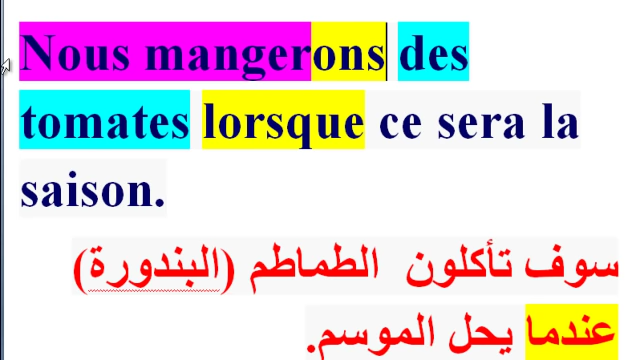 Nous mangerons des
tomates lorsque ce sera la
saison.
سوف تأكلون الطماطم (البندورة)
عندما يحل الموسم.